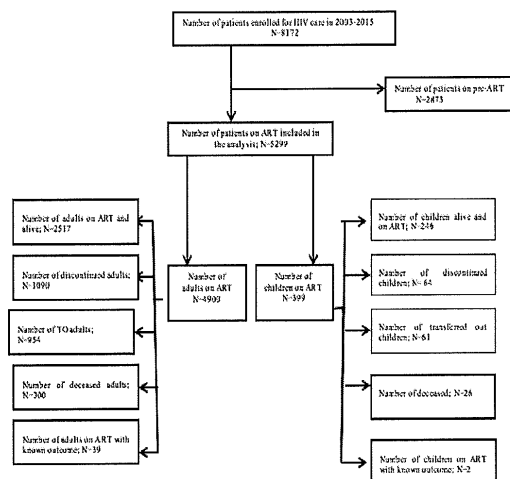 Number of patients enrolled for HIV care in 2003-2015
N=8172
Number of patients on pre-ART
N=2873
Number of patients on ART included in
the analysis; N=5299
Number of adults on ART and
alive; N=2517
Number of discontinued adults;
N=1090
Number of TO adults;
N=954
Number of deceased adults;
N=300
Number of adults on ART with
known outcome; N=39
Number of
adults on ART
N=4900
Number of
children on ART
N=399
Number of children alive and
on ART; N=246
Number of discontinued
children; N= 64
Number of transferred out
children; N=61
Number of deceased; N=26
Number of children on ART
with known outcome; N=2